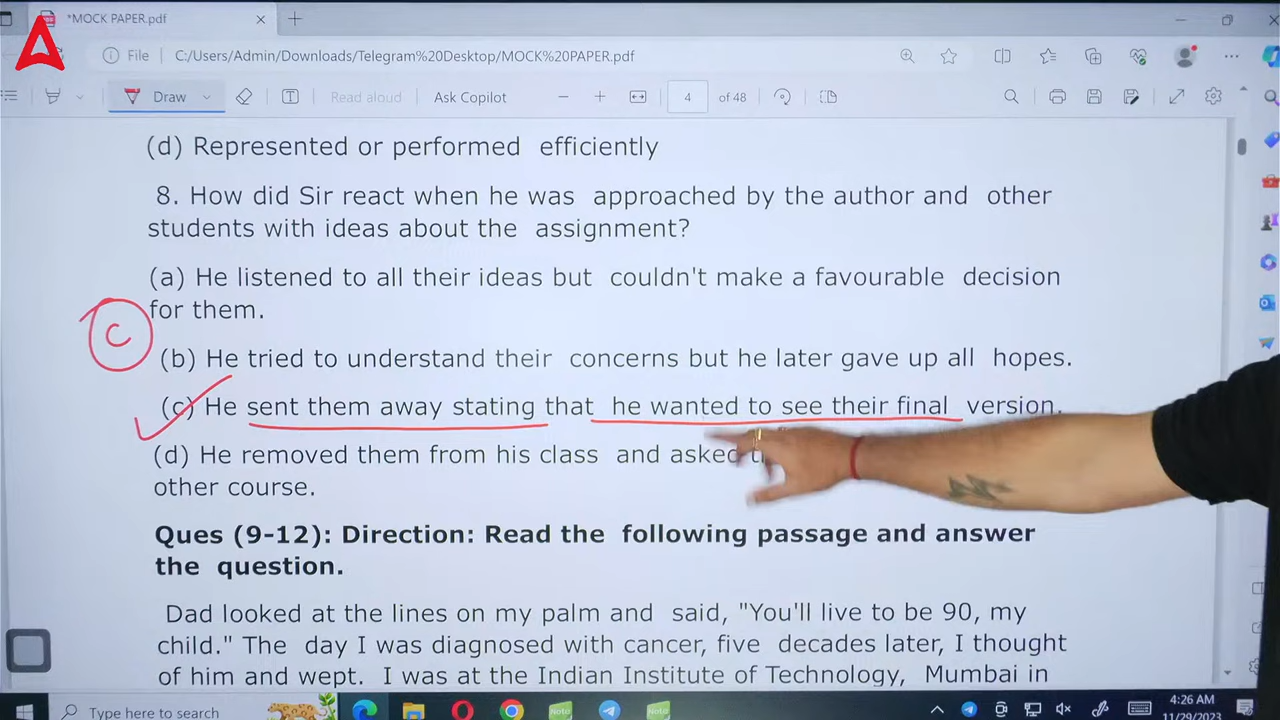 *MOCK PAPER.pdf
File C:/Users/Admin/Downloads/Telegram%20Desktop/MOCK%20PAPER.pdf
Draw Read aloud Ask Copilot 4 of 48
(d) Represented or performed efficiently
8. How did Sir react when he was approached by the author and other
students with ideas about the assignment?
(a) He listened to all their ideas but couldn't make a favourable decision
for them.
C
(b) He tried to understand their concerns but he later gave up all hopes.
(c) He sent them away stating that he wanted to see their final version.
(d) He removed them from his class and asked
other course.
Ques (9-12): Direction: Read the following passage and answer
the question.
Dad looked at the lines on my palm and said, "You'll live to be 90, my
child." The day I was diagnosed with cancer, five decades later, I thought
of him and wept. I was at the Indian Institute of Technology, Mumbai in
Type here to search
4:26 AM
11/29/2023